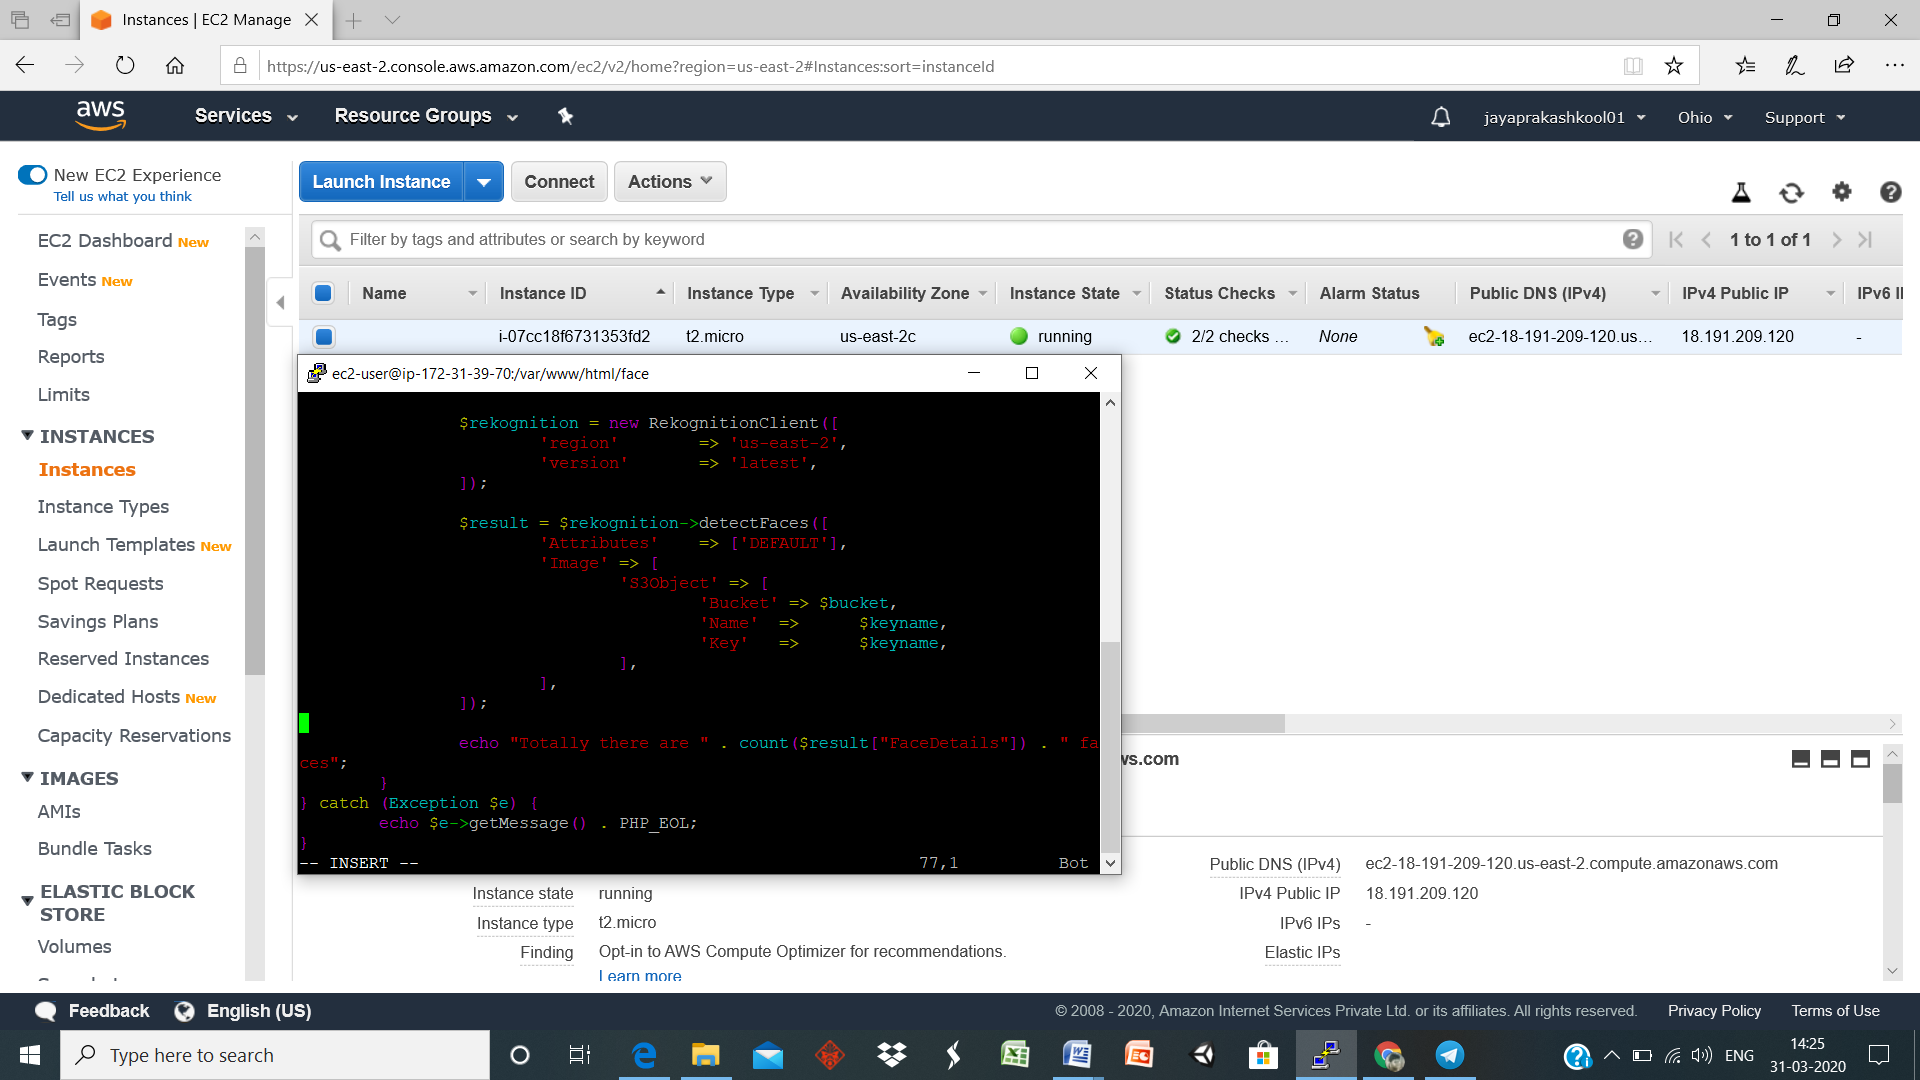 Instances | EC2 Manage
https://us-east-2.console.aws.amazon.com/ec2/v2/home?region=us-east-2#Instances:sort=instanceId
aws
Services
Resource Groups
jayaprakashkool01
Ohio
Support
New EC2 Experience
Tell us what you think
Launch Instance
Connect
Actions
EC2 Dashboard New
Events New
Tags
Reports
Limits
INSTANCES
Instances
Instance Types
Launch Templates New
Spot Requests
Savings Plans
Reserved Instances
Dedicated Hosts New
Capacity Reservations
IMAGES
AMIs
Bundle Tasks
ELASTIC BLOCK
STORE
Volumes
Filter by tags and attributes or search by keyword
1 to 1 of 1
Name Instance ID Instance Type Availability Zone Instance State Status Checks Alarm Status Public DNS (IPv4) IPv4 Public IP IPv6 I
i-07cc18f6731353fd2 t2.micro us-east-2c running 2/2 checks ... None ec2-18-191-209-120.us... 18.191.209.120 -
ec2-user@ip-172-31-39-70:/var/www/html/face
$rekognition = new RekognitionClient([
'region' => 'us-east-2',
'version' => 'latest',
]);
$result = $rekognition->detectFaces([
'Attributes' => ['DEFAULT'],
'Image' => [
'S3Object' => [
'Bucket' => $bucket,
'Name' => $keyname,
'Key' => $keyname,
],
],
]);
echo "Totally there are " . count($result["FaceDetails"]) . " fa
ces";
}
} catch (Exception $e) {
echo $e->getMessage() . PHP_EOL;
}
-- INSERT -- 77,1 Bot
ws.com
Public DNS (IPv4) ec2-18-191-209-120.us-east-2.compute.amazonaws.com
Instance state running IPv4 Public IP 18.191.209.120
Instance type t2.micro IPv6 IPs -
Finding Opt-in to AWS Compute Optimizer for recommendations. Elastic IPs
Learn more
Feedback
English (US)
© 2008 - 2020, Amazon Internet Services Private Ltd. or its affiliates. All rights reserved.
Privacy Policy
Terms of Use
Type here to search
ENG
14:25
31-03-2020